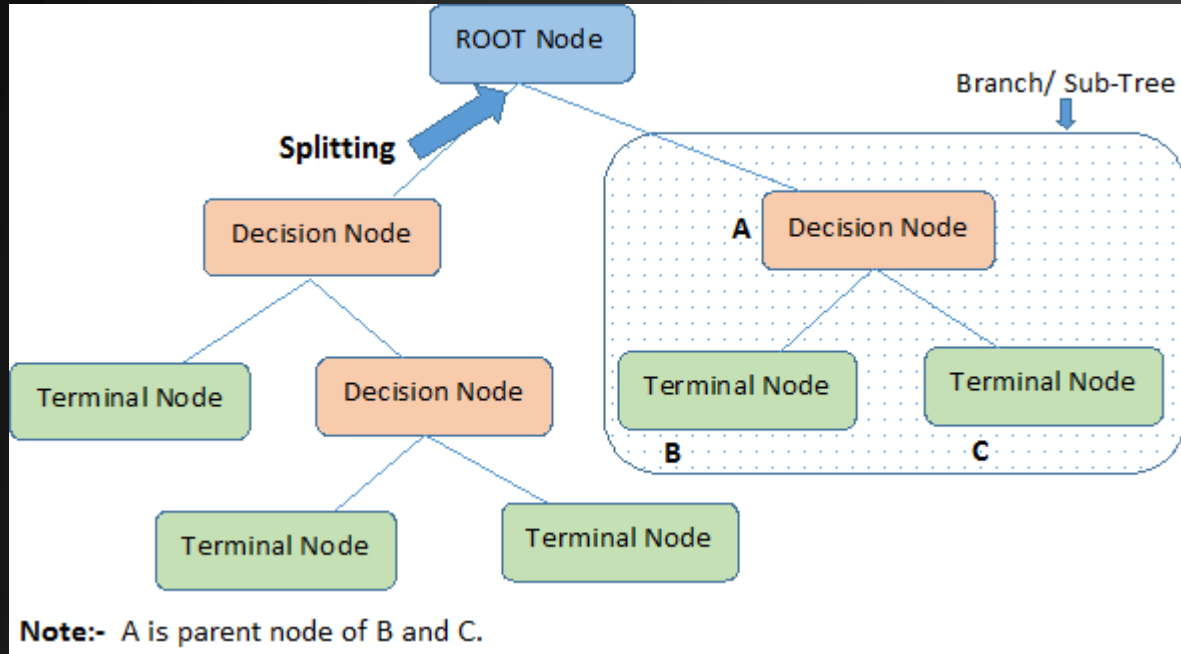 ROOT Node
Branch/ Sub-Tree
Splitting
Decision Node
A
Decision Node
Terminal Node
Decision Node
Terminal Node
Terminal Node
B
C
Terminal Node
Terminal Node
Note:- A is parent node of B and C.